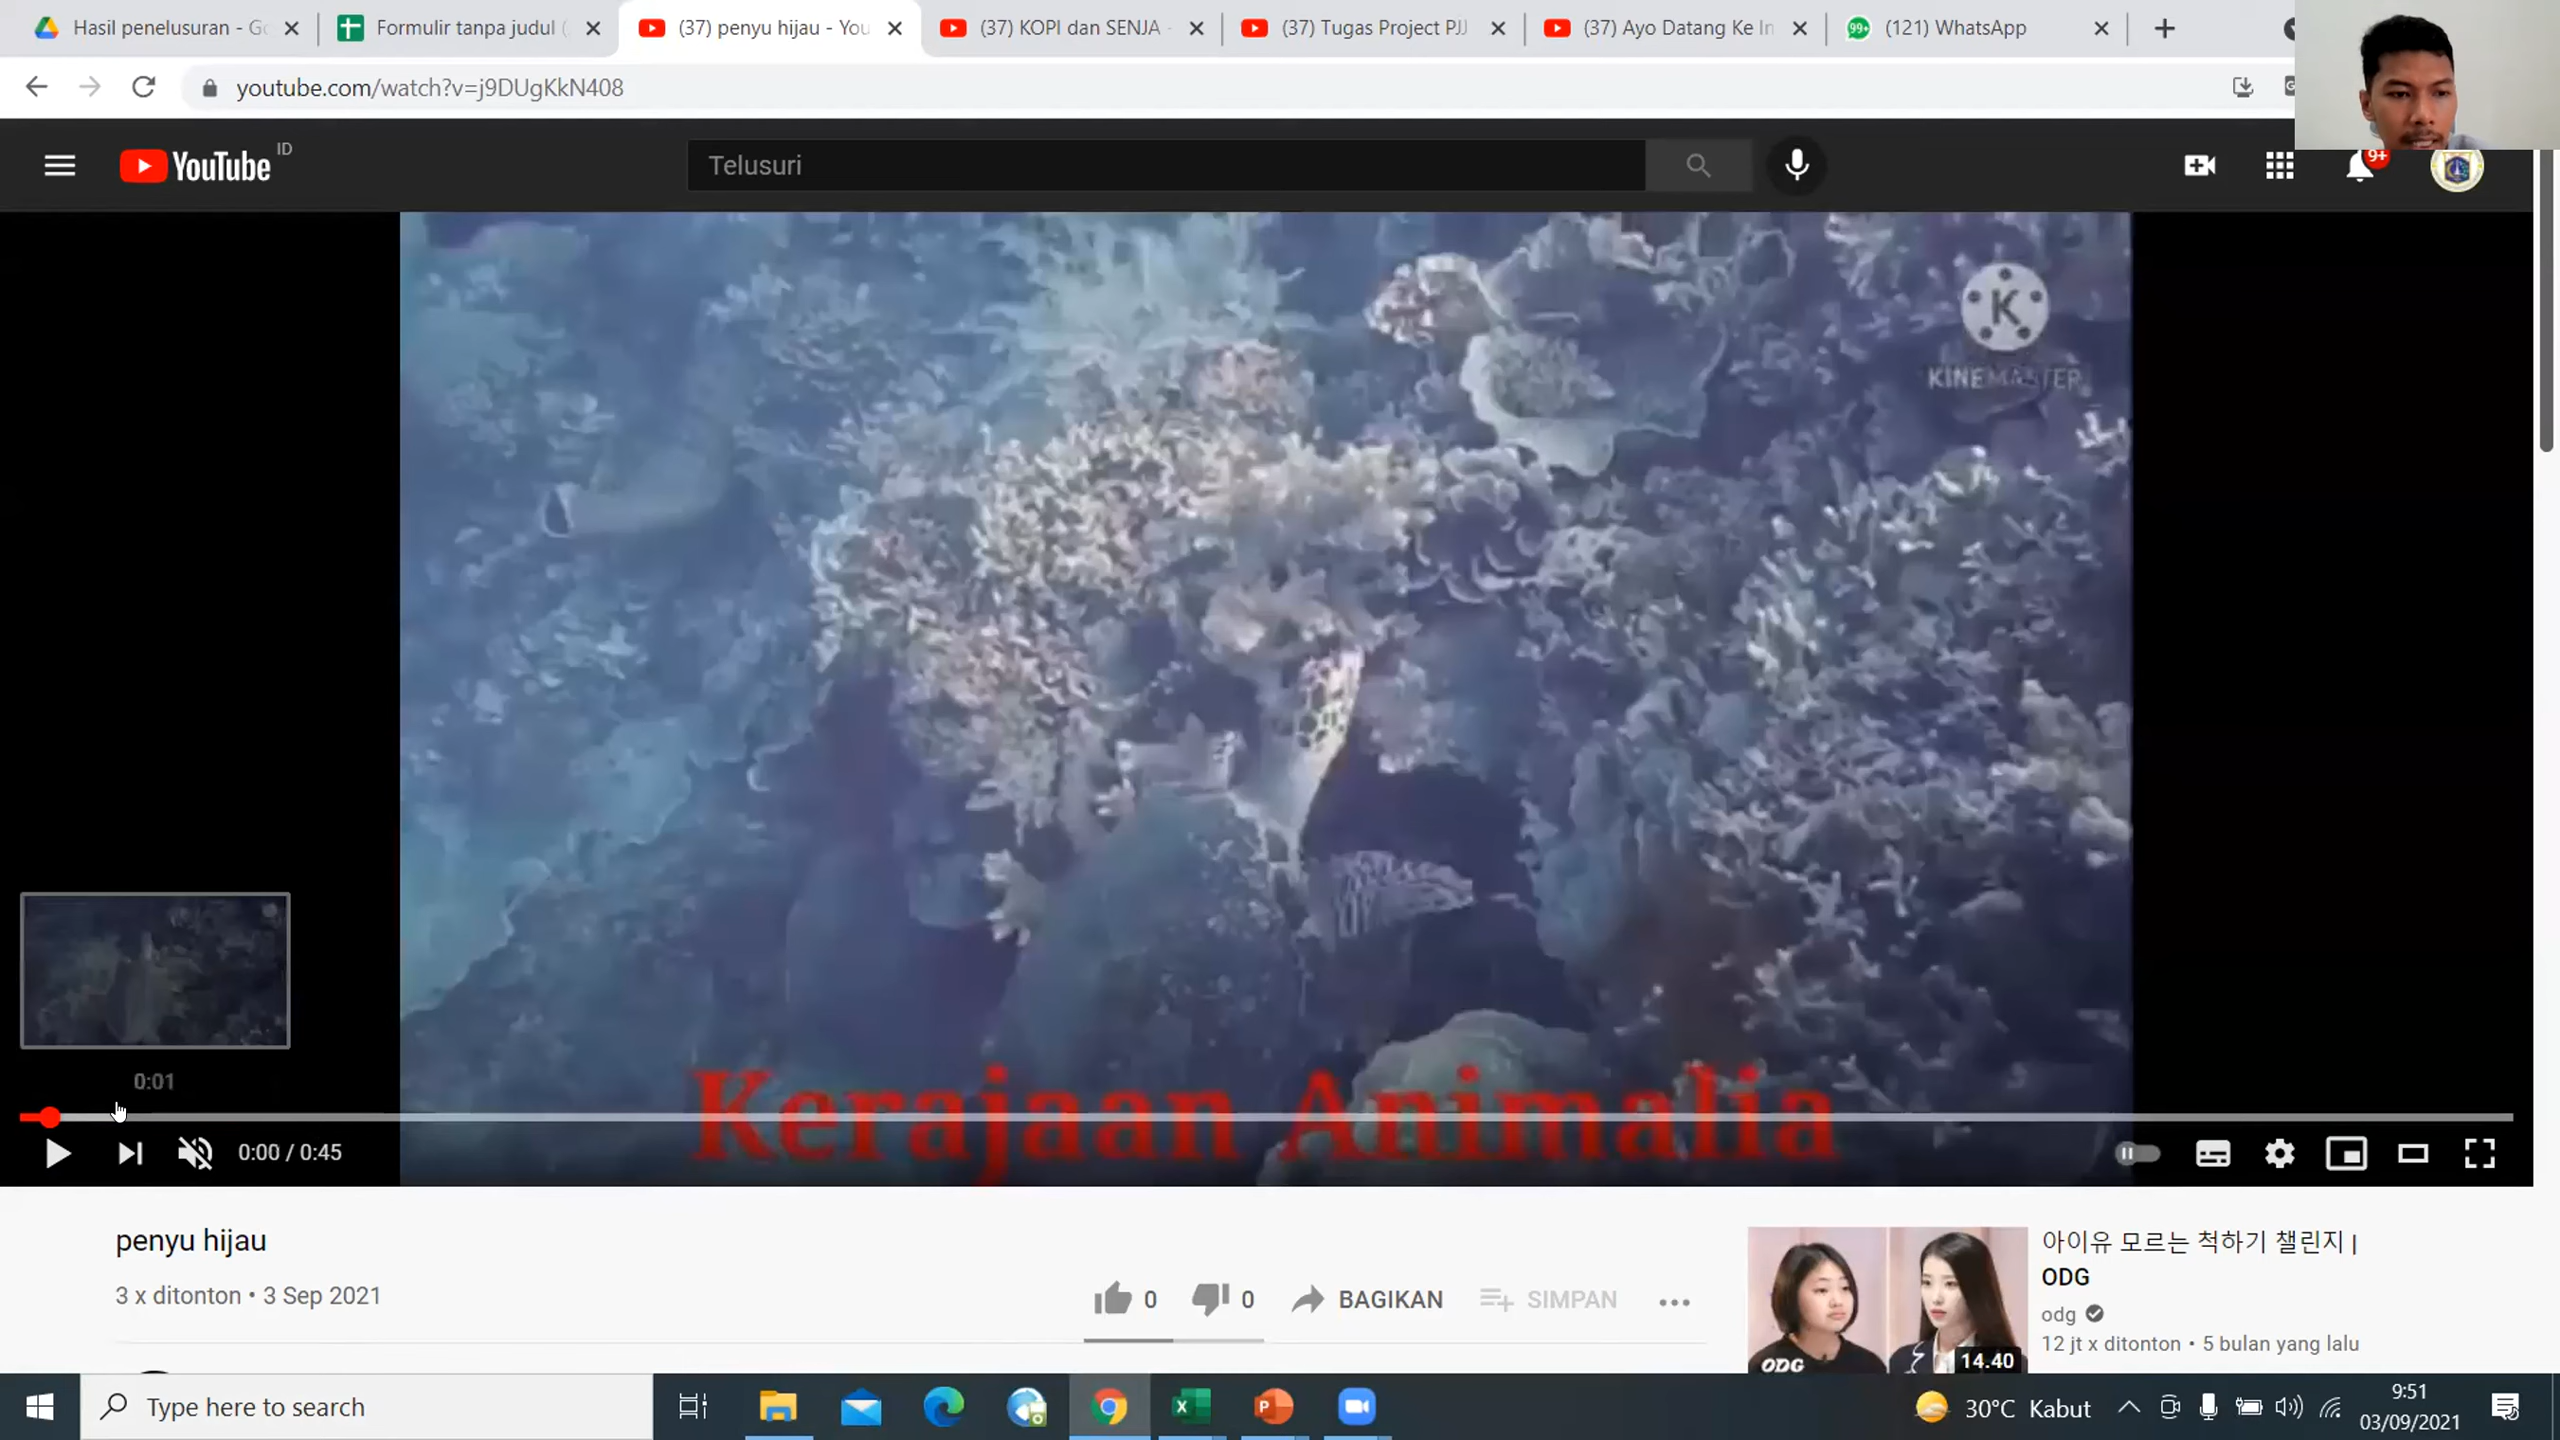 Hasil penelusuran - Go
Formulir tanpa judul (
(37) penyu hijau - You
(37) KOPI dan SENJA -
(37) Tugas Project PJJ
(37) Ayo Datang Ke In
99+
(121) WhatsApp
youtube.com/watch?v=j9DUgKkN408
YouTube ID
Telusuri
9+
K
KINEMASTER
0:01
Kerajaan Animalia
0:00 / 0:45
penyu hijau
3 x ditonton • 3 Sep 2021
0
0
BAGIKAN
SIMPAN
ODG
14.40
아이유 모르는 척하기 챌린지 |
ODG
odg
12 jt x ditonton • 5 bulan yang lalu
Type here to search
30°C Kabut
9:51
03/09/2021